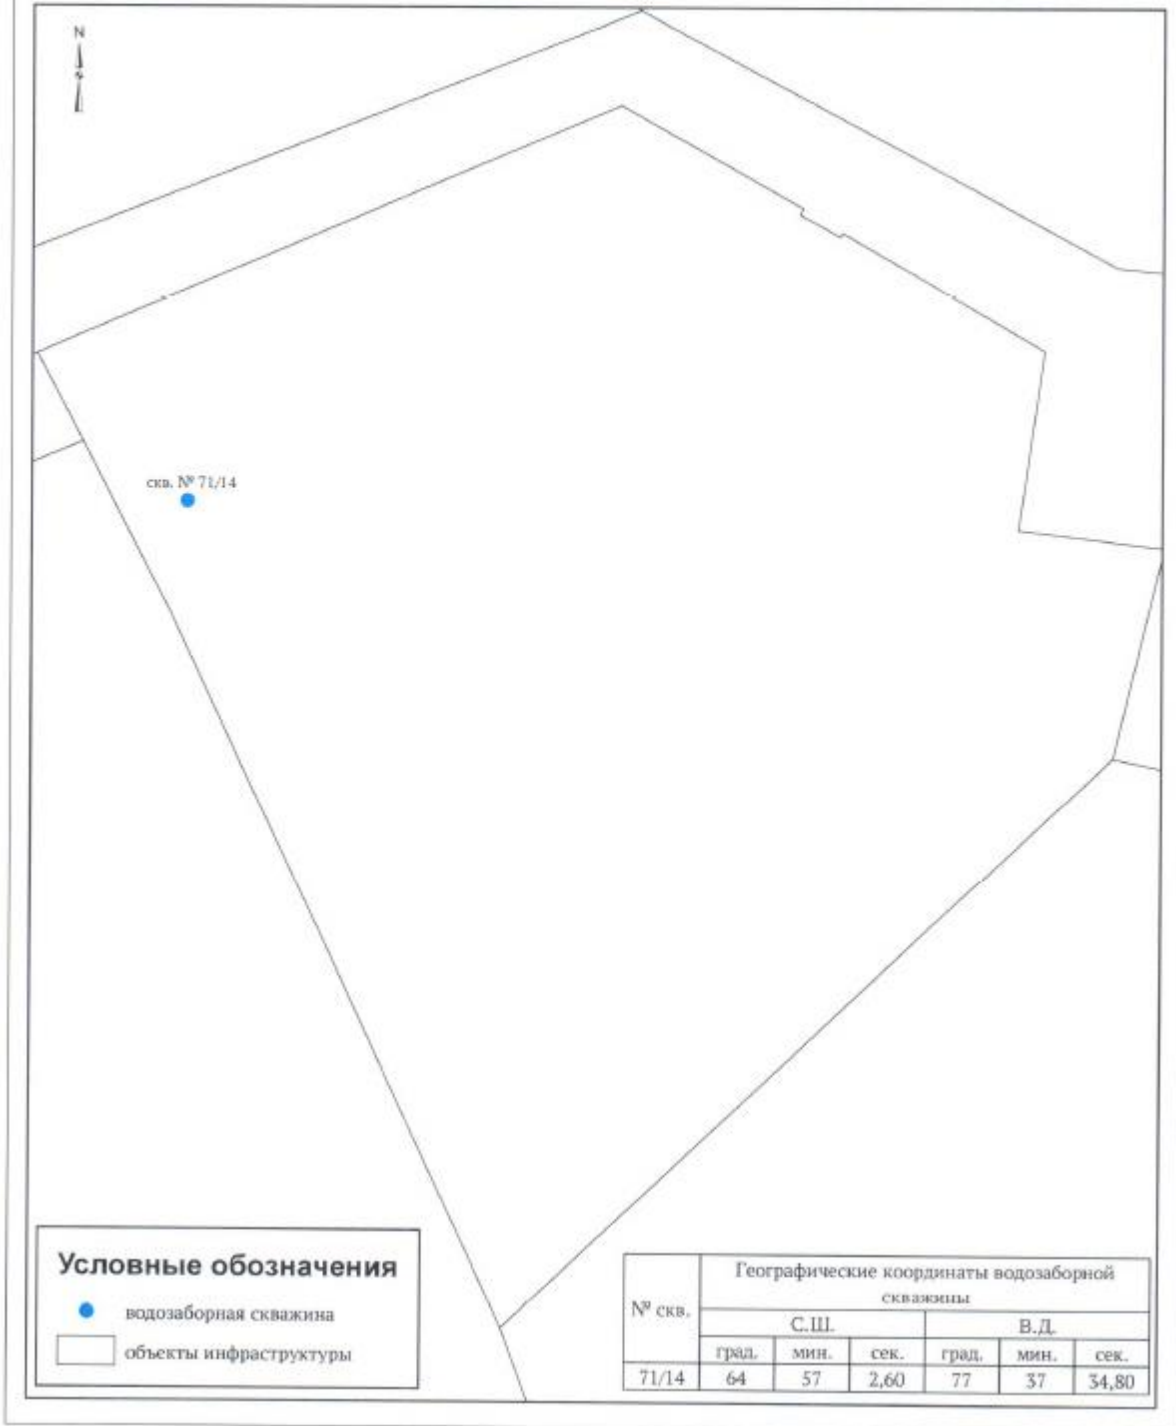 N
скв. № 71/14
Условные обозначения
водозаборная скважина
объекты инфраструктуры
№ скв.
Географические координаты водозаборной
скважины
С.Ш. В.Д.
град. мин. сек. град. мин. сек.
71/14 64 57 2,60 77 37 34,80